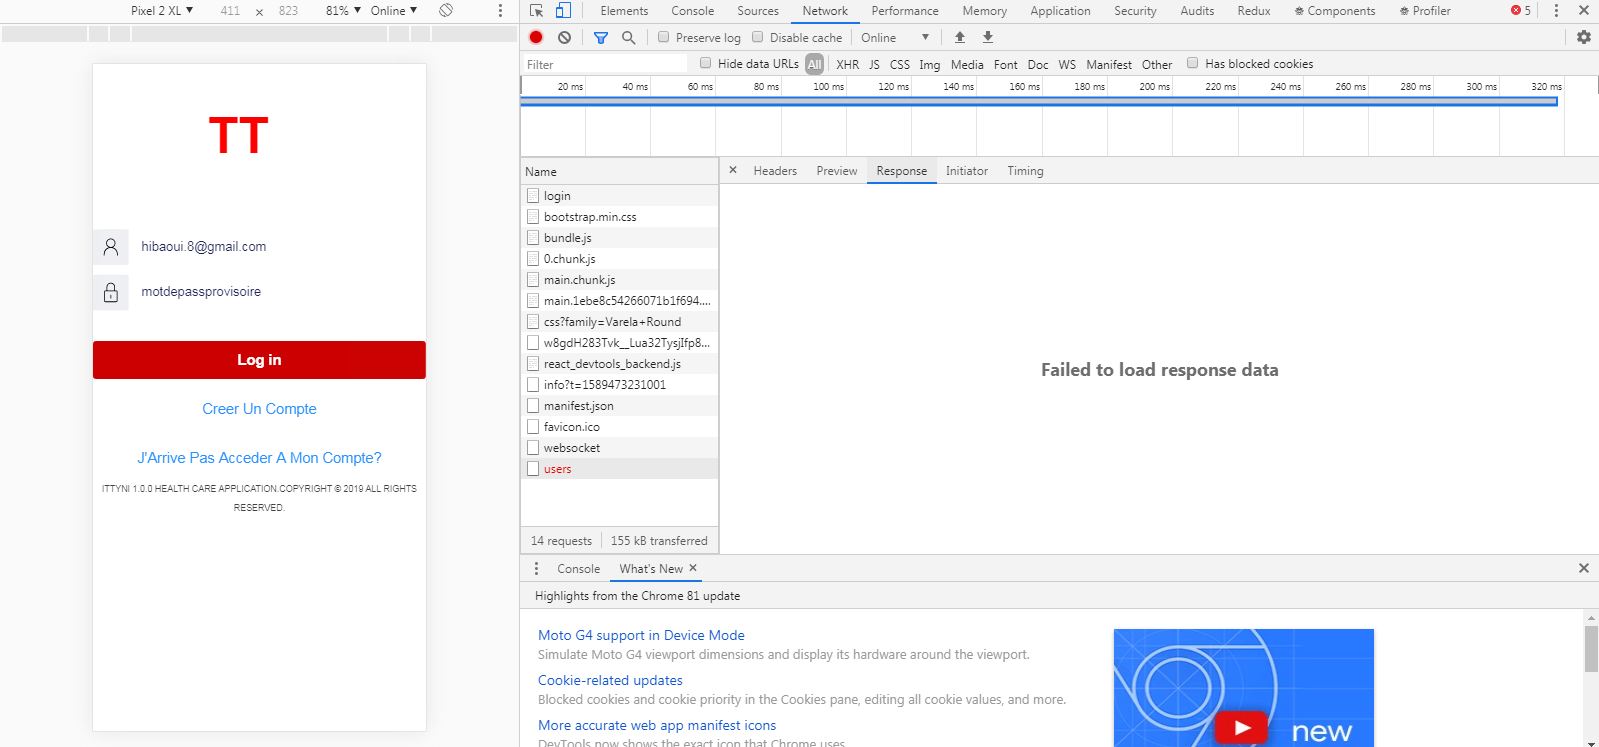 Pixel 2 XL ▼ 411 × 823 81% ▼ Online ▼
TT
hibaoui.8@gmail.com
motdepassprovisoire
Log in
Creer Un Compte
J'Arrive Pas Acceder A Mon Compte?
ITTYNI 1.0.0 HEALTH CARE APPLICATION.COPYRIGHT © 2019 ALL RIGHTS
RESERVED.
Elements Console Sources Network Performance Memory Application Security Audits Redux Components Profiler 5
Preserve log Disable cache Online ▼
Filter Hide data URLs All XHR JS CSS Img Media Font Doc WS Manifest Other Has blocked cookies
20 ms 40 ms 60 ms 80 ms 100 ms 120 ms 140 ms 160 ms 180 ms 200 ms 220 ms 240 ms 260 ms 280 ms 300 ms 320 ms
Name
login
bootstrap.min.css
bundle.js
0.chunk.js
main.chunk.js
main.1ebe8c54266071b1f694....
css?family=Varela+Round
w8gdH283Tvk__Lua32TysjIfp8...
react_devtools_backend.js
info?t=1589473231001
manifest.json
favicon.ico
websocket
users
14 requests 155 kB transferred
× Headers Preview Response Initiator Timing
Failed to load response data
Console What's New ×
Highlights from the Chrome 81 update
Moto G4 support in Device Mode
Simulate Moto G4 viewport dimensions and display its hardware around the viewport.
Cookie-related updates
Blocked cookies and cookie priority in the Cookies pane, editing all cookie values, and more.
More accurate web app manifest icons
DevTools now shows the exact icon that Chrome uses.
new